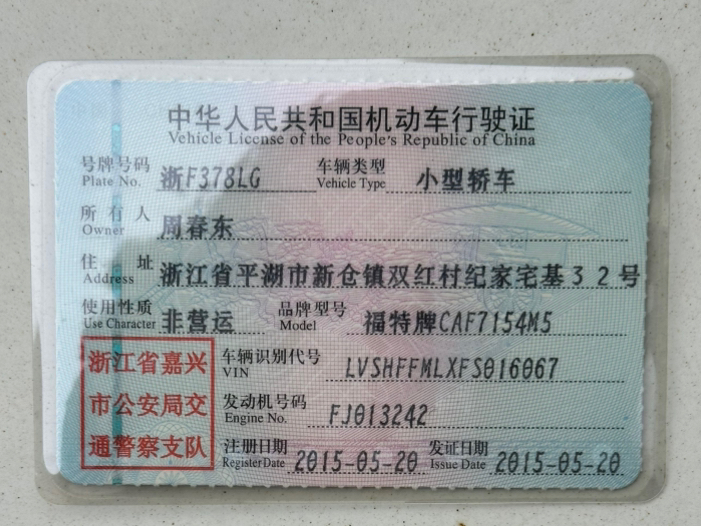 中华人民共和国机动车行驶证
Vehicle License of the People's Republic of China
号牌号码 Plate No. 浙F378LG 车辆类型 Vehicle Type 小型轿车
所有人 Owner 周春东
住址 Address 浙江省平湖市新仓镇双红村纪家宅基32号
使用性质 Use Character 非营运 品牌型号 Model 福特牌CAF7154M5
浙江省嘉兴
市公安局交
通警察支队
车辆识别代号 VIN LVSHFFMLXFS016067
发动机号码 Engine No. FJ013242
注册日期 Register Date 2015-05-20 发证日期 Issue Date 2015-05-20